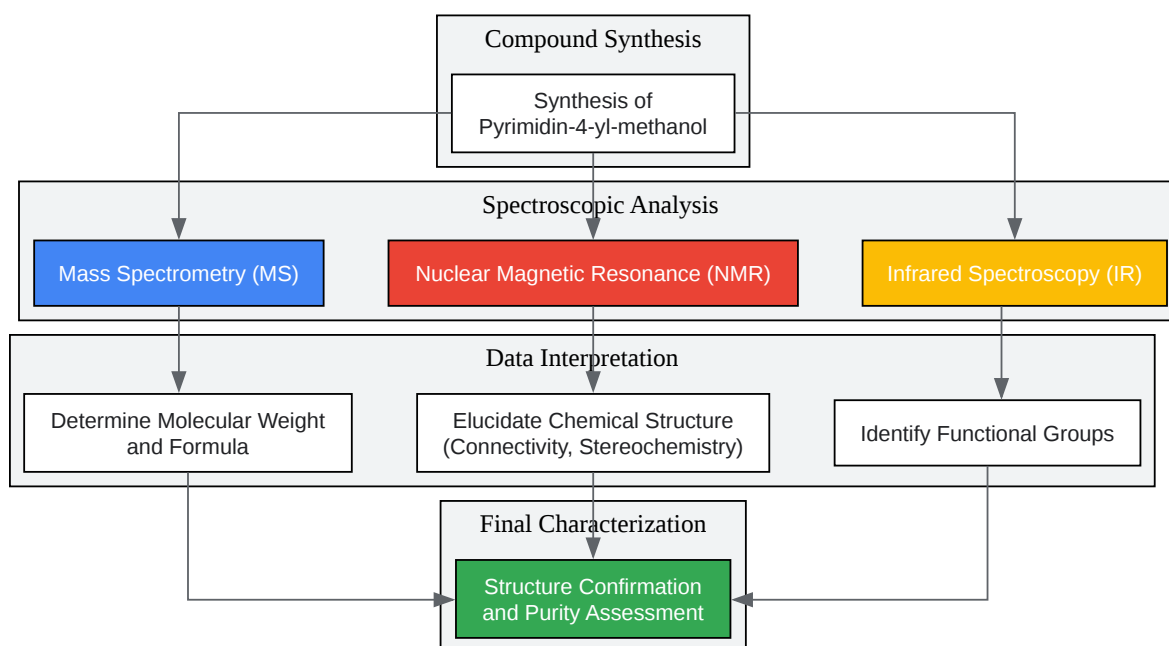 Compound Synthesis
Synthesis of
Pyrimidin-4-yl-methanol
Spectroscopic Analysis
Mass Spectrometry (MS)
Nuclear Magnetic Resonance (NMR)
Infrared Spectroscopy (IR)
Data Interpretation
Determine Molecular Weight
and Formula
Elucidate Chemical Structure
(Connectivity, Stereochemistry)
Identify Functional Groups
Final Characterization
Structure Confirmation
and Purity Assessment